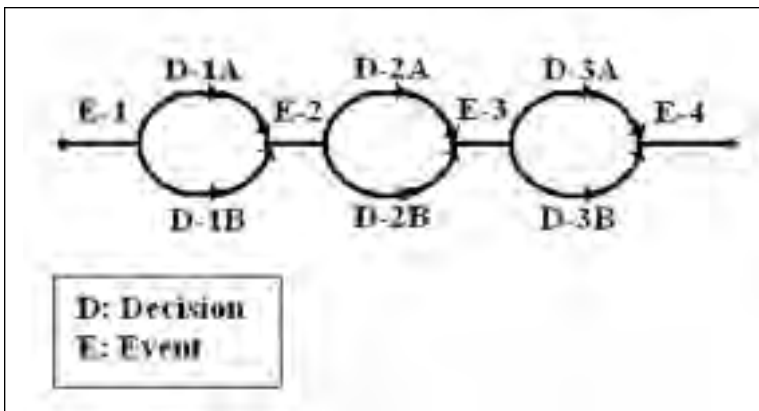 D-1A D-2A D-3A
E-1 E-2 E-3 E-4
D-1B D-2B D-3B
D: Decision
E: Event